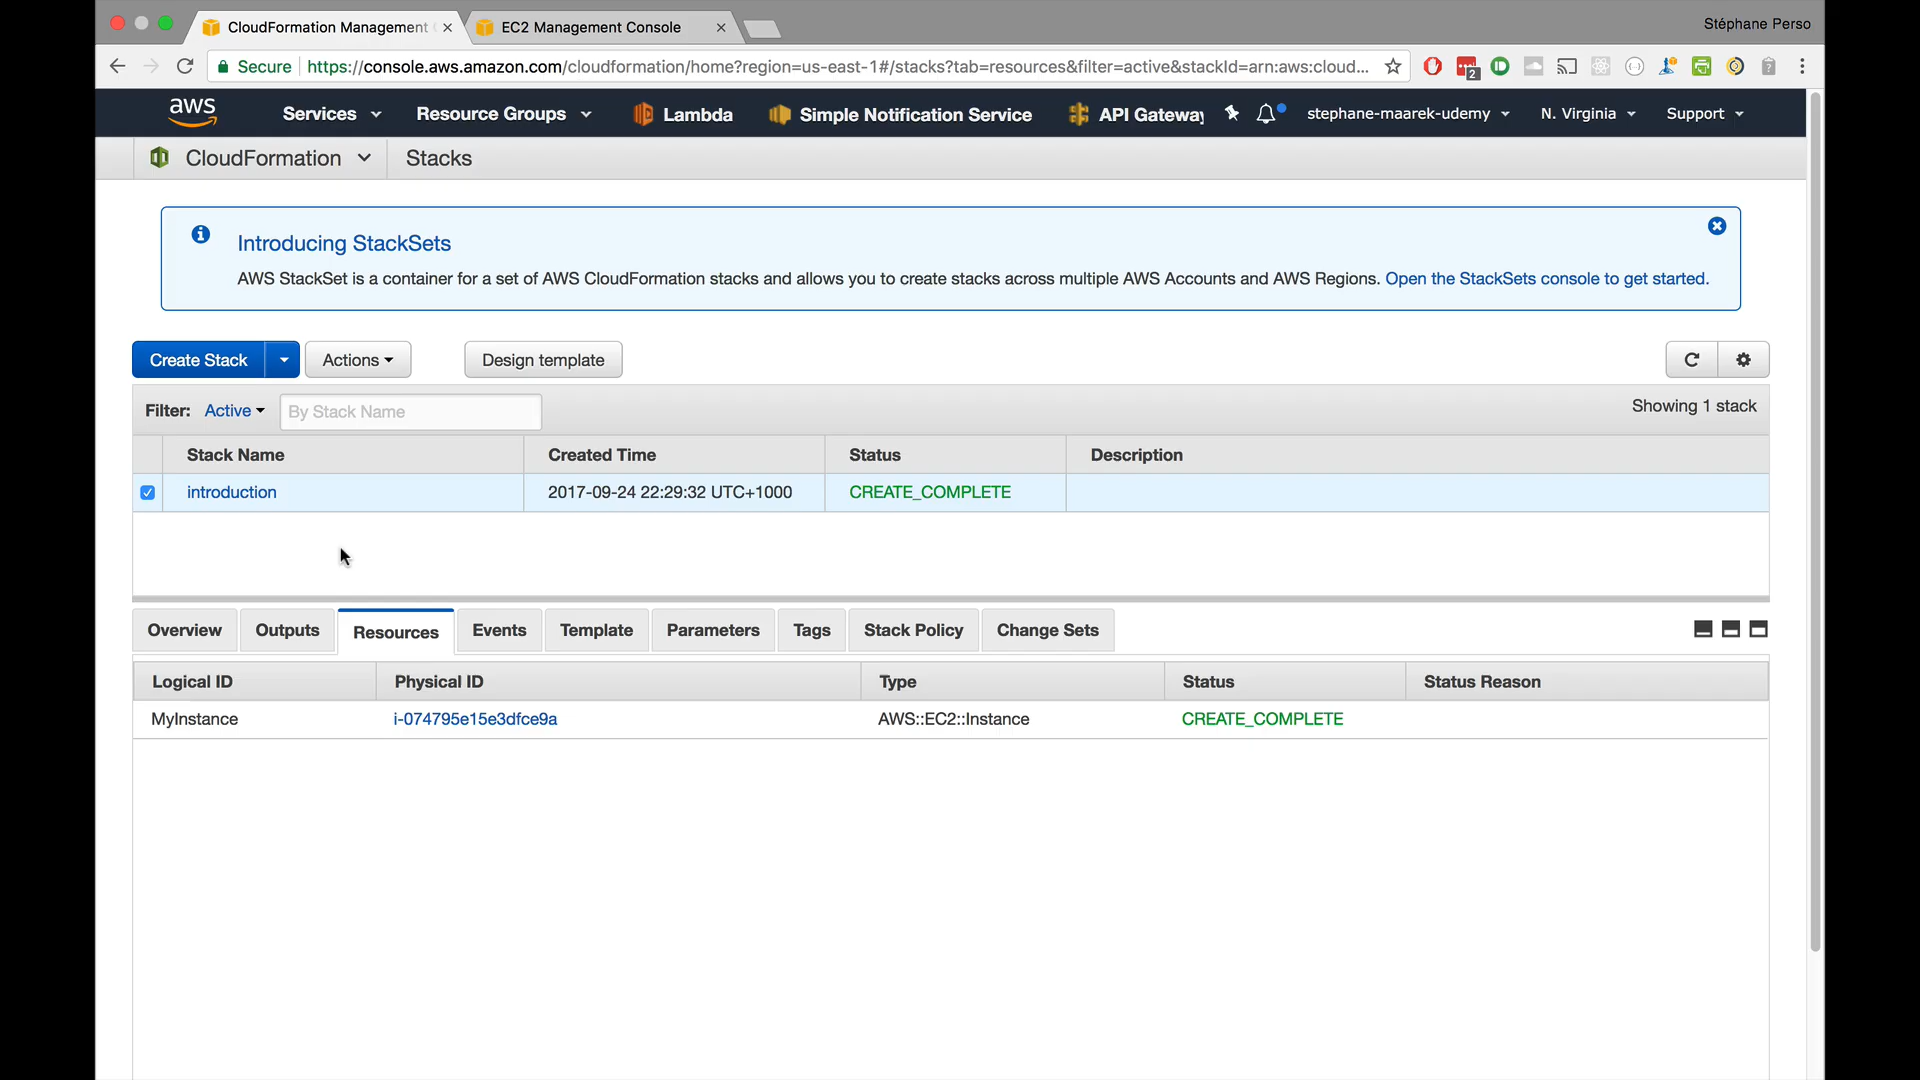 CloudFormation Management
EC2 Management Console
Stéphane Perso
Secure
https://console.aws.amazon.com/cloudformation/home?region=us-east-1#/stacks?tab=resources&filter=active&stackId=arn:aws:cloud...
2
aws
Services
Resource Groups
Lambda
Simple Notification Service
API Gateway
stephane-maarek-udemy
N. Virginia
Support
CloudFormation
Stacks
Introducing StackSets
AWS StackSet is a container for a set of AWS CloudFormation stacks and allows you to create stacks across multiple AWS Accounts and AWS Regions. Open the StackSets console to get started.
Create Stack
Actions
Design template
Filter: Active
By Stack Name
Showing 1 stack
Stack Name Created Time Status Description
introduction 2017-09-24 22:29:32 UTC+1000 CREATE_COMPLETE
Overview Outputs Resources Events Template Parameters Tags Stack Policy Change Sets
Logical ID Physical ID Type Status Status Reason
MyInstance i-074795e15e3dfce9a AWS::EC2::Instance CREATE_COMPLETE